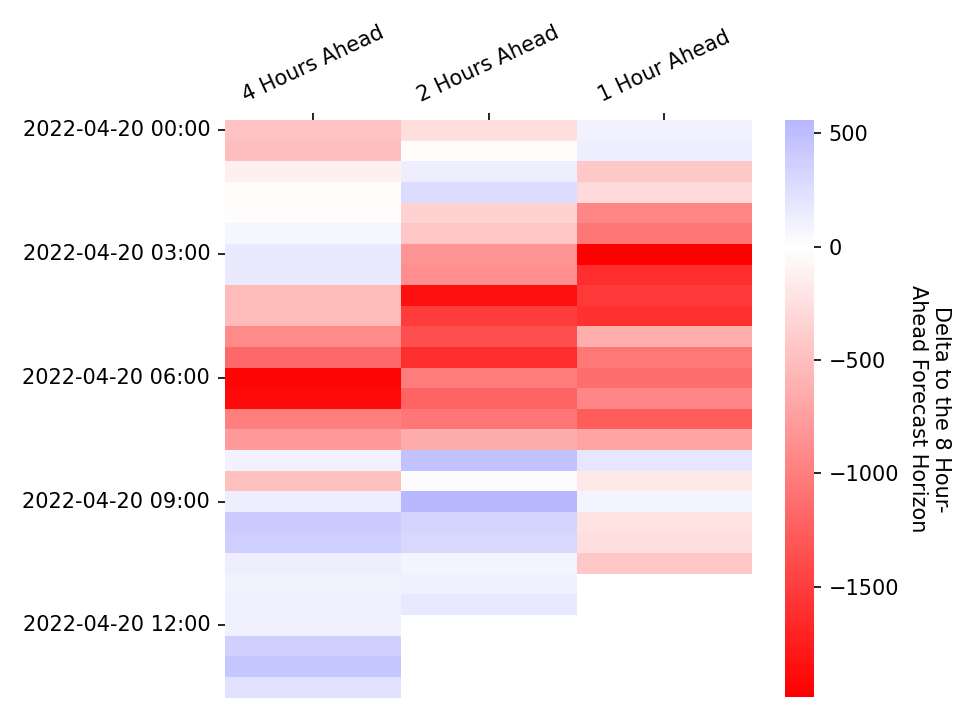 4 Hours Ahead
2 Hours Ahead
1 Hour Ahead
2022-04-20 00:00
2022-04-20 03:00
2022-04-20 06:00
2022-04-20 09:00
2022-04-20 12:00
500
0
−500
−1000
−1500
Delta to the 8 Hour-
Ahead Forecast Horizon